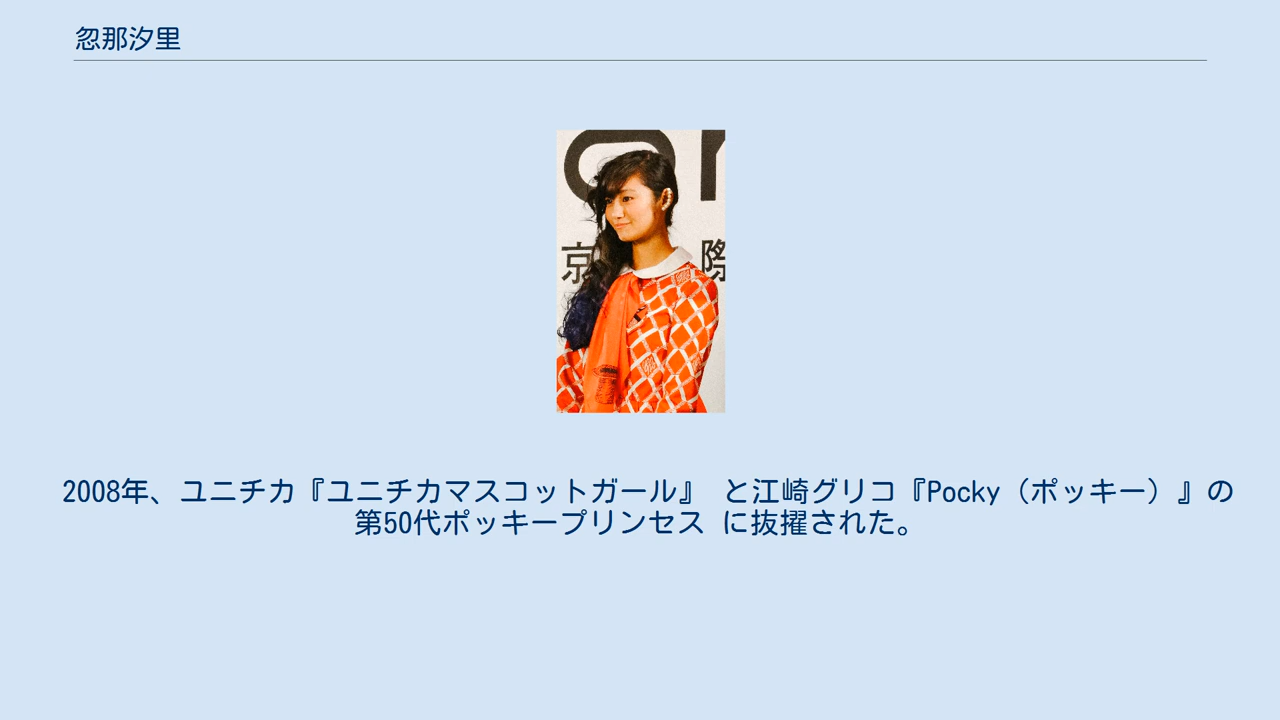 忽那汐里
京 際
2008年、ユニチカ『ユニチカマスコットガール』 と江崎グリコ『Pocky（ポッキー）』の
第50代ポッキープリンセス に抜擢された。